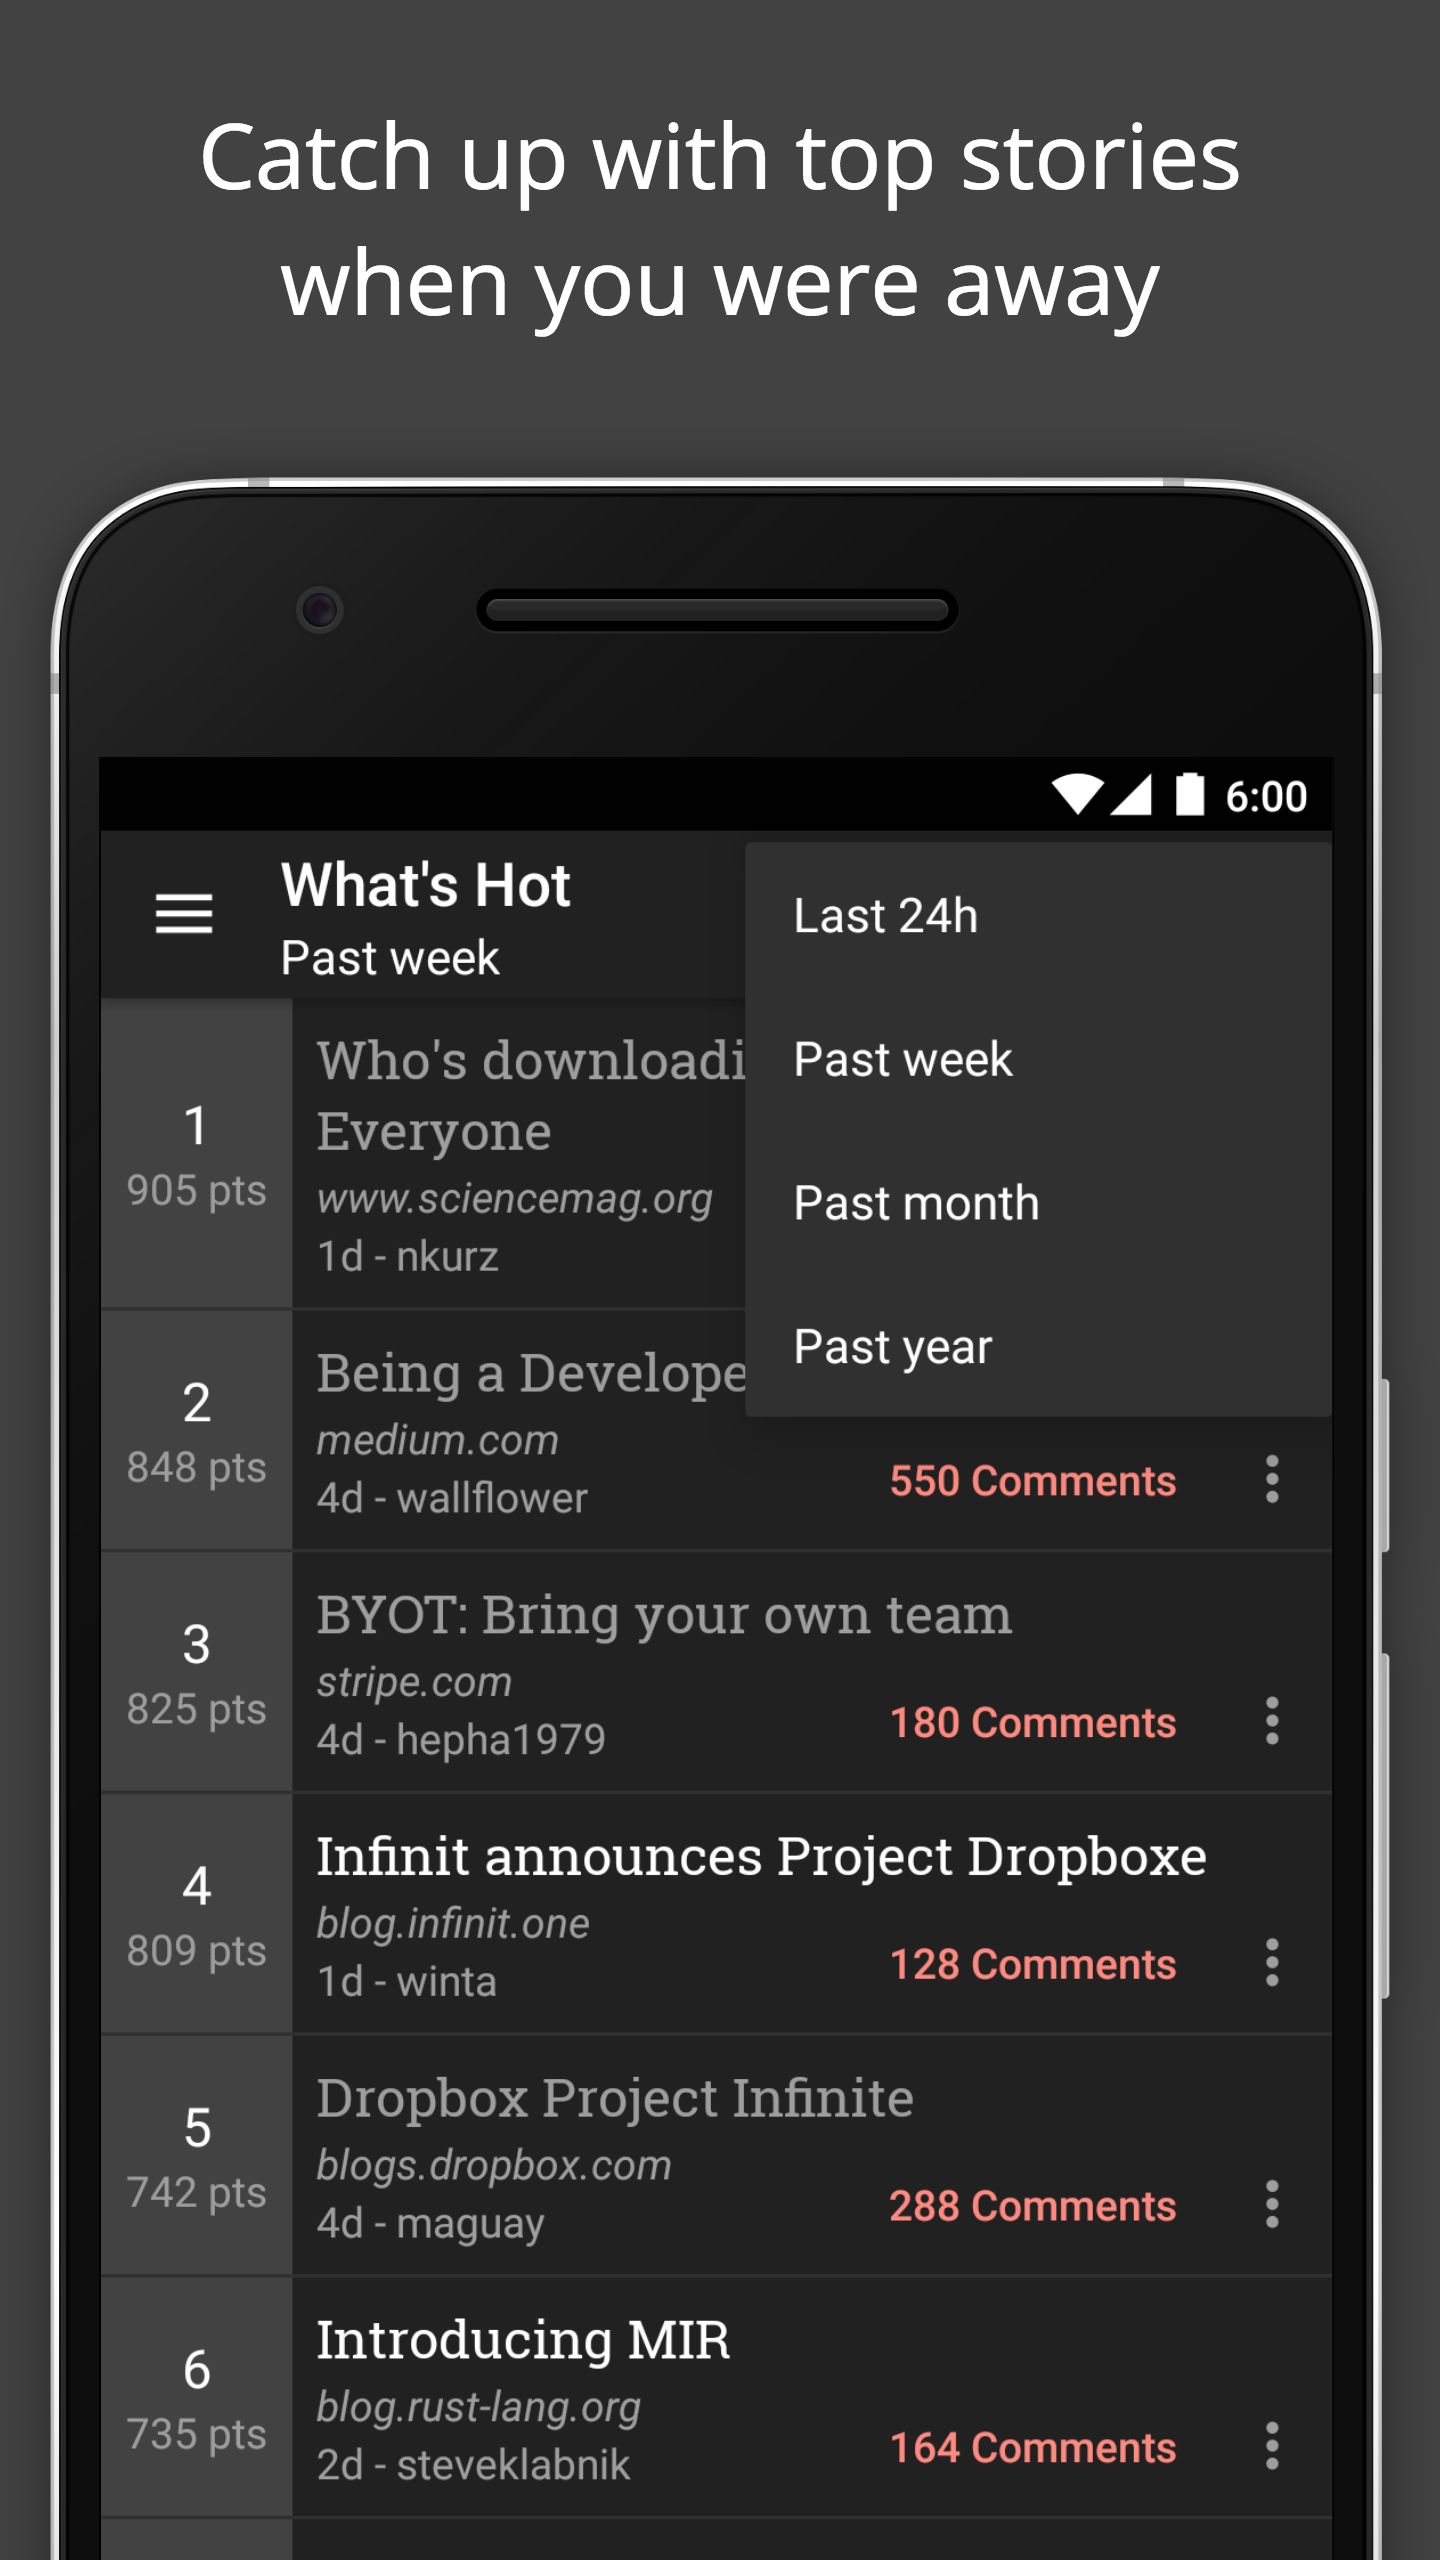 Catch up with top stories
when you were away
6:00
What's Hot
Past week
Last 24h
Past week
Past month
Past year
1
905 pts
Who's downloadi
Everyone
www.sciencemag.org
1d - nkurz
2
848 pts
Being a Develope
medium.com
4d - wallflower
550 Comments
3
825 pts
BYOT: Bring your own team
stripe.com
4d - hepha1979
180 Comments
4
809 pts
Infinit announces Project Dropboxe
blog.infinit.one
1d - winta
128 Comments
5
742 pts
Dropbox Project Infinite
blogs.dropbox.com
4d - maguay
288 Comments
6
735 pts
Introducing MIR
blog.rust-lang.org
2d - steveklabnik
164 Comments